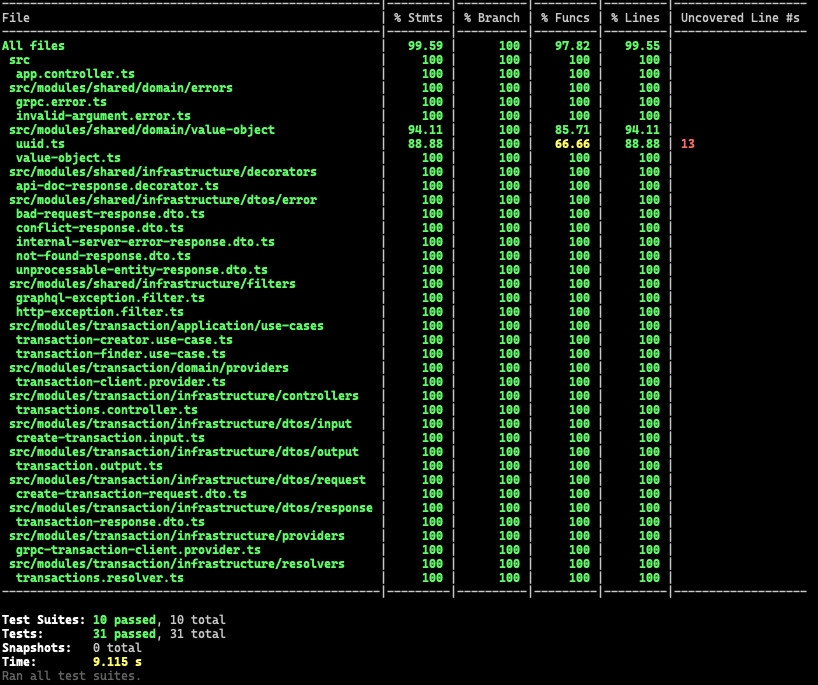 File | % Stmts | % Branch | % Funcs | % Lines | Uncovered Line #s
All files | 99.59 | 100 | 97.82 | 99.55 |
src | 100 | 100 | 100 | 100 |
app.controller.ts | 100 | 100 | 100 | 100 |
src/modules/shared/domain/errors | 100 | 100 | 100 | 100 |
grpc.error.ts | 100 | 100 | 100 | 100 |
invalid-argument.error.ts | 100 | 100 | 100 | 100 |
src/modules/shared/domain/value-object | 94.11 | 100 | 85.71 | 94.11 |
uuid.ts | 88.88 | 100 | 66.66 | 88.88 | 13
value-object.ts | 100 | 100 | 100 | 100 |
src/modules/shared/infrastructure/decorators | 100 | 100 | 100 | 100 |
api-doc-response.decorator.ts | 100 | 100 | 100 | 100 |
src/modules/shared/infrastructure/dtos/error | 100 | 100 | 100 | 100 |
bad-request-response.dto.ts | 100 | 100 | 100 | 100 |
conflict-response.dto.ts | 100 | 100 | 100 | 100 |
internal-server-error-response.dto.ts | 100 | 100 | 100 | 100 |
not-found-response.dto.ts | 100 | 100 | 100 | 100 |
unprocessable-entity-response.dto.ts | 100 | 100 | 100 | 100 |
src/modules/shared/infrastructure/filters | 100 | 100 | 100 | 100 |
graphql-exception.filter.ts | 100 | 100 | 100 | 100 |
http-exception.filter.ts | 100 | 100 | 100 | 100 |
src/modules/transaction/application/use-cases | 100 | 100 | 100 | 100 |
transaction-creator.use-case.ts | 100 | 100 | 100 | 100 |
transaction-finder.use-case.ts | 100 | 100 | 100 | 100 |
src/modules/transaction/domain/providers | 100 | 100 | 100 | 100 |
transaction-client.provider.ts | 100 | 100 | 100 | 100 |
src/modules/transaction/infrastructure/controllers | 100 | 100 | 100 | 100 |
transactions.controller.ts | 100 | 100 | 100 | 100 |
src/modules/transaction/infrastructure/dtos/input | 100 | 100 | 100 | 100 |
create-transaction.input.ts | 100 | 100 | 100 | 100 |
src/modules/transaction/infrastructure/dtos/output | 100 | 100 | 100 | 100 |
transaction.output.ts | 100 | 100 | 100 | 100 |
src/modules/transaction/infrastructure/dtos/request | 100 | 100 | 100 | 100 |
create-transaction-request.dto.ts | 100 | 100 | 100 | 100 |
src/modules/transaction/infrastructure/dtos/response | 100 | 100 | 100 | 100 |
transaction-response.dto.ts | 100 | 100 | 100 | 100 |
src/modules/transaction/infrastructure/providers | 100 | 100 | 100 | 100 |
grpc-transaction-client.provider.ts | 100 | 100 | 100 | 100 |
src/modules/transaction/infrastructure/resolvers | 100 | 100 | 100 | 100 |
transactions.resolver.ts | 100 | 100 | 100 | 100 |
Test Suites: 10 passed, 10 total
Tests: 31 passed, 31 total
Snapshots: 0 total
Time: 9.115 s
Ran all test suites.